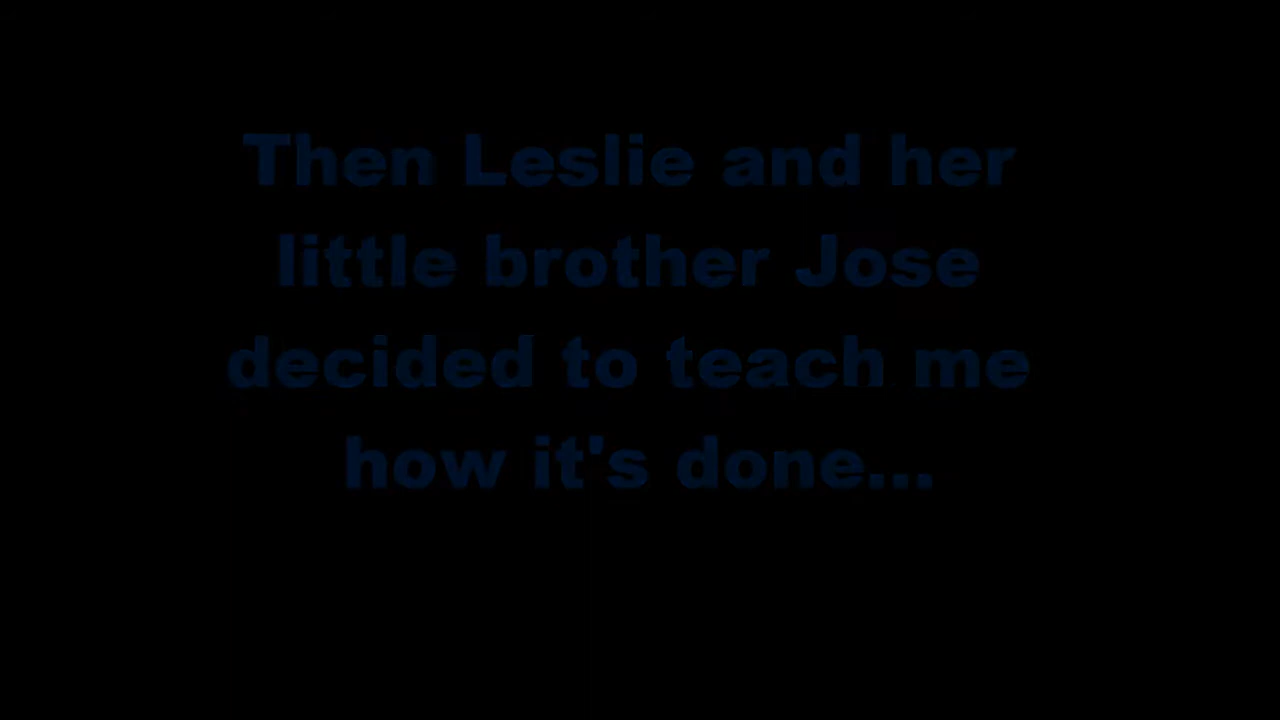 Then Leslie and her
little brother Jose
decided to teach me
how it's done...